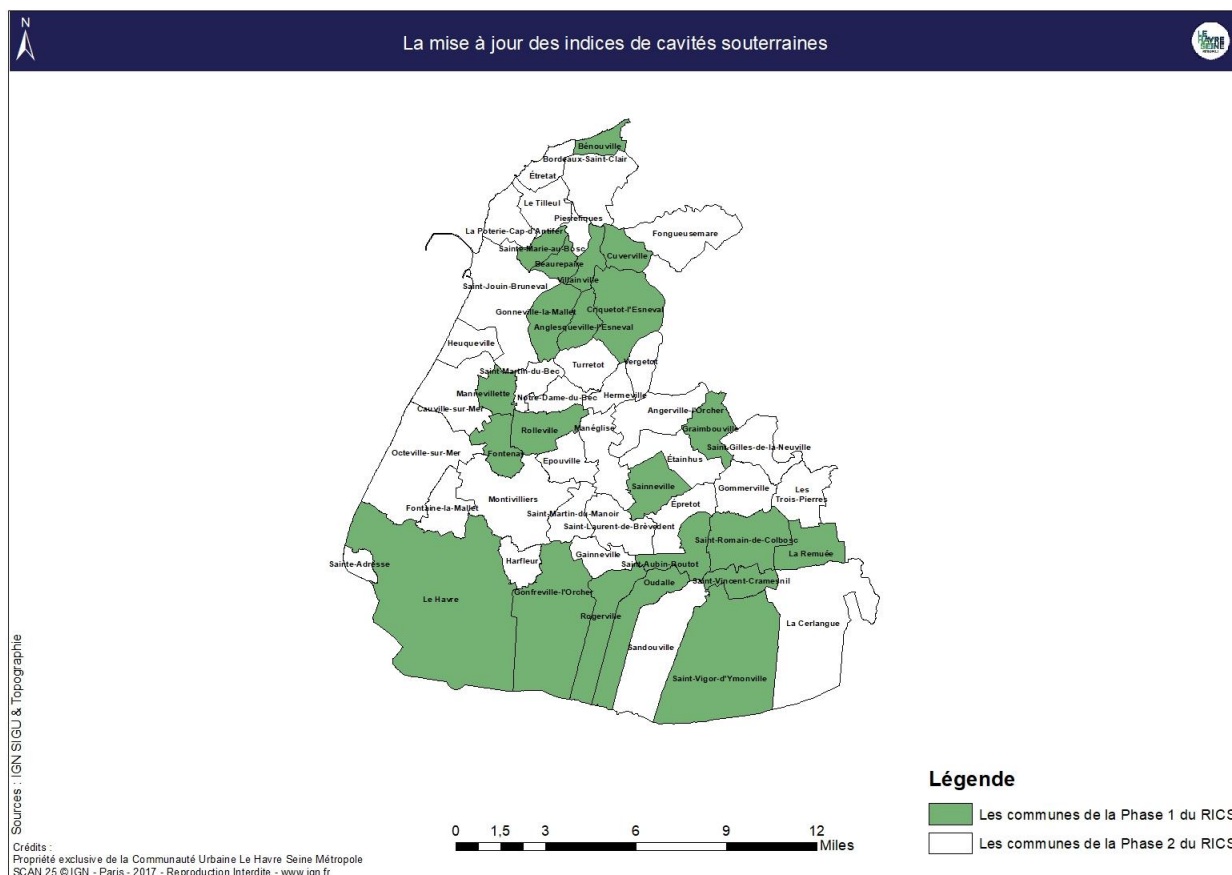 N
La mise à jour des indices de cavités souterraines
LE
HAVRE
SEINE
Bénouville
Bordeaux-Saint-Clair
Étretat
Le Tilleul
Pierrefiques
La Poterie-Cap-d'Antifer
Fongueusemare
Sainte-Marie-au-Bosc
Cuverville
Beaurepaire
Villainville
Saint-Jouin-Bruneval
Gonneville-la-Mallet
Criquetot-l'Esneval
Anglesqueville-l'Esneval
Heuqueville
Vergetot
Turretot
Saint-Martin-du-Bec
Mannevillette
Notre-Dame-du-Bec
Hermeville
Cauville-sur-Mer
Angerville-l'Orcher
Rolleville
Manéglise
Graimbouville
Saint-Gilles-de-la-Neuville
Octeville-sur-Mer
Fontenay
Epouville
Étainhus
Sainneville
Gommerville
Les
Trois-Pierres
Montivilliers
Épretot
Fontaine-la-Mallet
Saint-Martin-du-Manoir
Saint-Laurent-de-Brèvedent
Saint-Romain-de-Colbosc
La Remuée
Gainneville
Harfleur
Sainte-Adresse
Saint-Aubin-Routot
Oudalle
Saint-Vincent-Cramesnil
Le Havre
Gonfreville-l'Orcher
Rogerville
La Cerlangue
Sandouville
Saint-Vigor-d'Ymonville
Légende
Les communes de la Phase 1 du RICS
Les communes de la Phase 2 du RICS
0 1,5 3 6 9 12
Miles
Sources : IGN SIGU & Topographie
Crédits :
Propriété exclusive de la Communauté Urbaine Le Havre Seine Métropole
SCAN 25 © IGN - Paris - 2017 - Reproduction Interdite - www.ign.fr